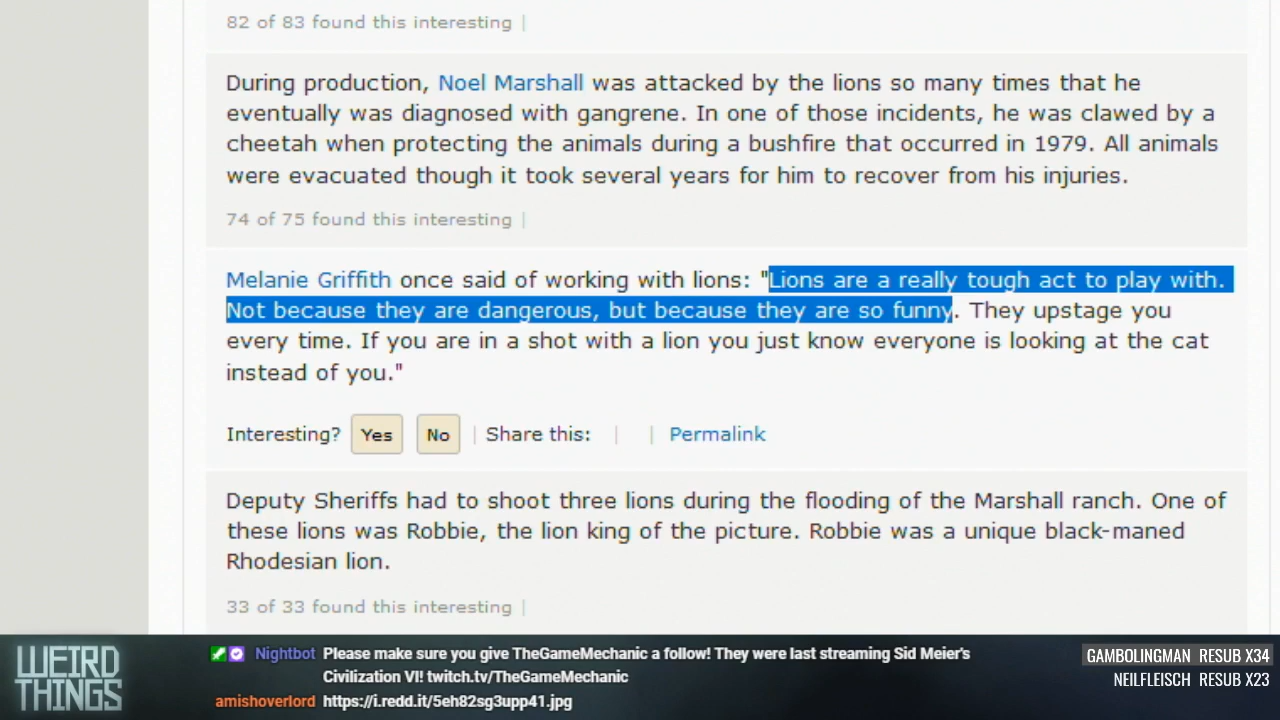 82 of 83 found this interesting |
During production, Noel Marshall was attacked by the lions so many times that he
eventually was diagnosed with gangrene. In one of those incidents, he was clawed by a
cheetah when protecting the animals during a bushfire that occurred in 1979. All animals
were evacuated though it took several years for him to recover from his injuries.
74 of 75 found this interesting |
Melanie Griffith once said of working with lions: "Lions are a really tough act to play with.
Not because they are dangerous, but because they are so funny. They upstage you
every time. If you are in a shot with a lion you just know everyone is looking at the cat
instead of you."
Interesting? Yes No | Share this: | | Permalink
Deputy Sheriffs had to shoot three lions during the flooding of the Marshall ranch. One of
these lions was Robbie, the lion king of the picture. Robbie was a unique black-maned
Rhodesian lion.
33 of 33 found this interesting |
WEIRD
THINGS
Nightbot Please make sure you give TheGameMechanic a follow! They were last streaming Sid Meier's
Civilization VI! twitch.tv/TheGameMechanic
amishoverlord https://i.redd.it/5eh82sg3upp41.jpg
GAMBOLINGMAN RESUB X34
NEILFLEISCH RESUB X23